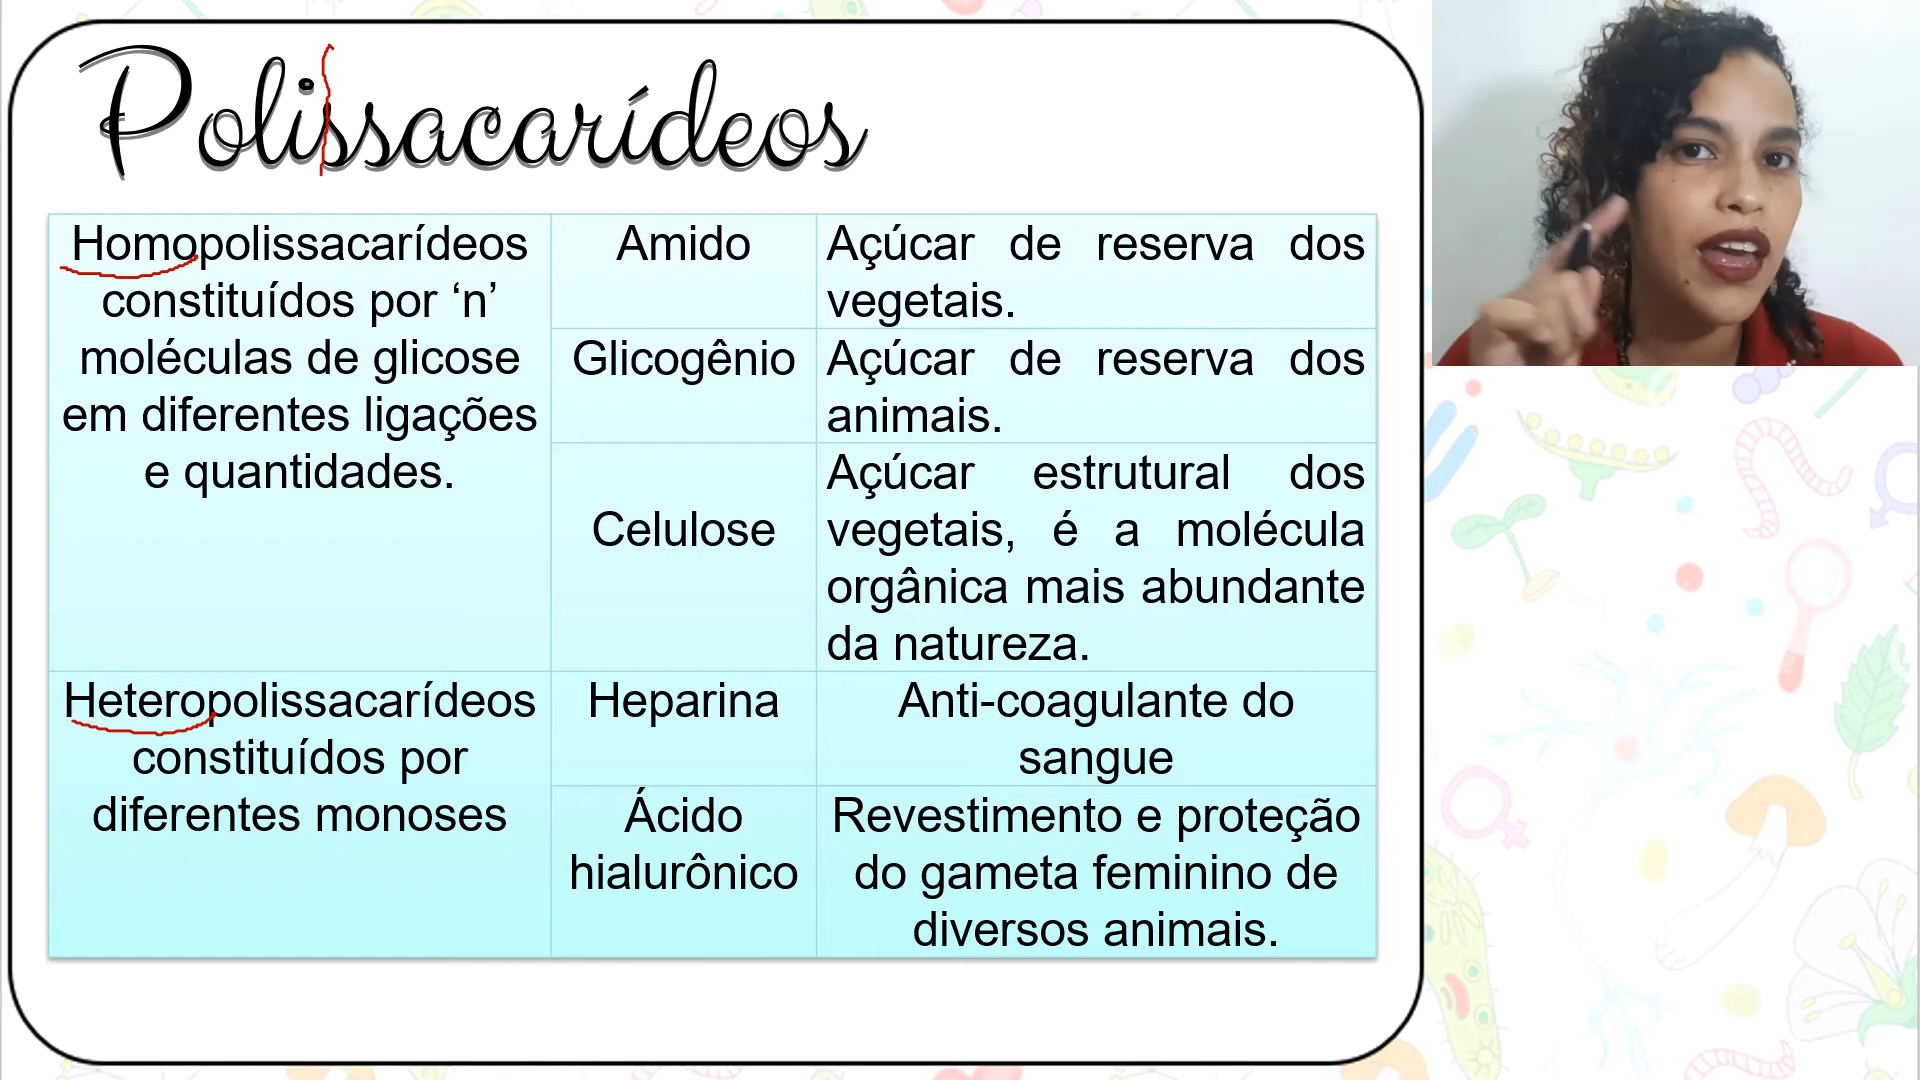 Polissacarídeos
Homopolissacarídeos
constituídos por ‘n’
moléculas de glicose
em diferentes ligações
e quantidades.
Amido
Açúcar de reserva dos
vegetais.
Glicogênio
Açúcar de reserva dos
animais.
Celulose
Açúcar estrutural dos
vegetais, é a molécula
orgânica mais abundante
da natureza.
Heteropolissacarídeos
constituídos por
diferentes monoses
Heparina
Anti-coagulante do
sangue
Ácido
hialurônico
Revestimento e proteção
do gameta feminino de
diversos animais.